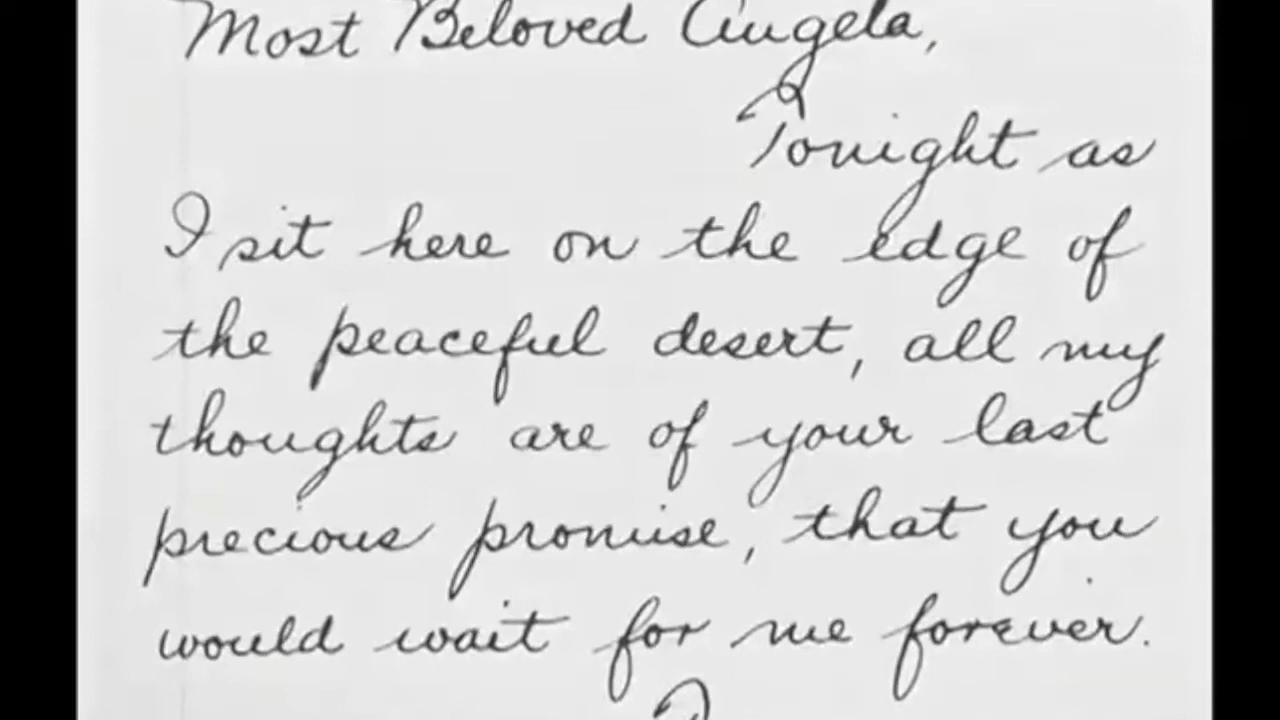 Most Beloved Angela,
Tonight as
I sit here on the edge of
the peaceful desert, all my
thoughts are of your last
precious promise, that you
would wait for me forever.